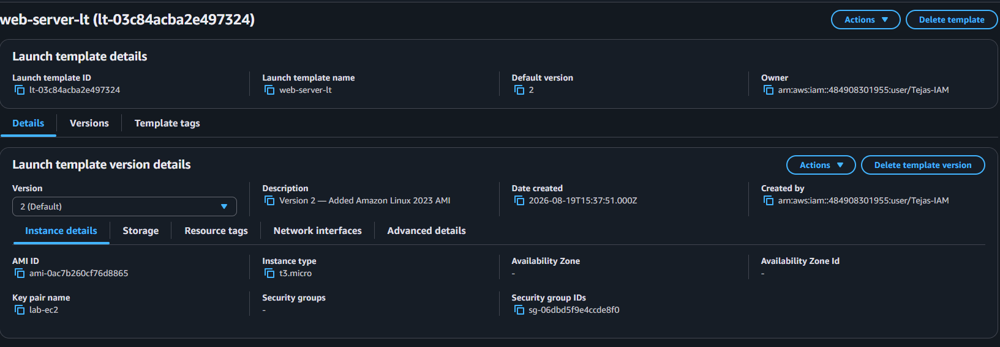 web-server-lt (lt-03c84acba2e497324)
Actions
Delete template
Launch template details
Launch template ID
lt-03c84acba2e497324
Launch template name
web-server-lt
Default version
2
Owner
arn:aws:iam::484908301955:user/Tejas-IAM
Details
Versions
Template tags
Launch template version details
Actions
Delete template version
Version
2 (Default)
Description
Version 2 — Added Amazon Linux 2023 AMI
Date created
2026-08-19T15:37:51.000Z
Created by
arn:aws:iam::484908301955:user/Tejas-IAM
Instance details
Storage
Resource tags
Network interfaces
Advanced details
AMI ID
ami-0ac7b260cf76d8865
Instance type
t3.micro
Availability Zone
-
Availability Zone Id
-
Key pair name
lab-ec2
Security groups
-
Security group IDs
sg-06dbd5f9e4ccde8f0